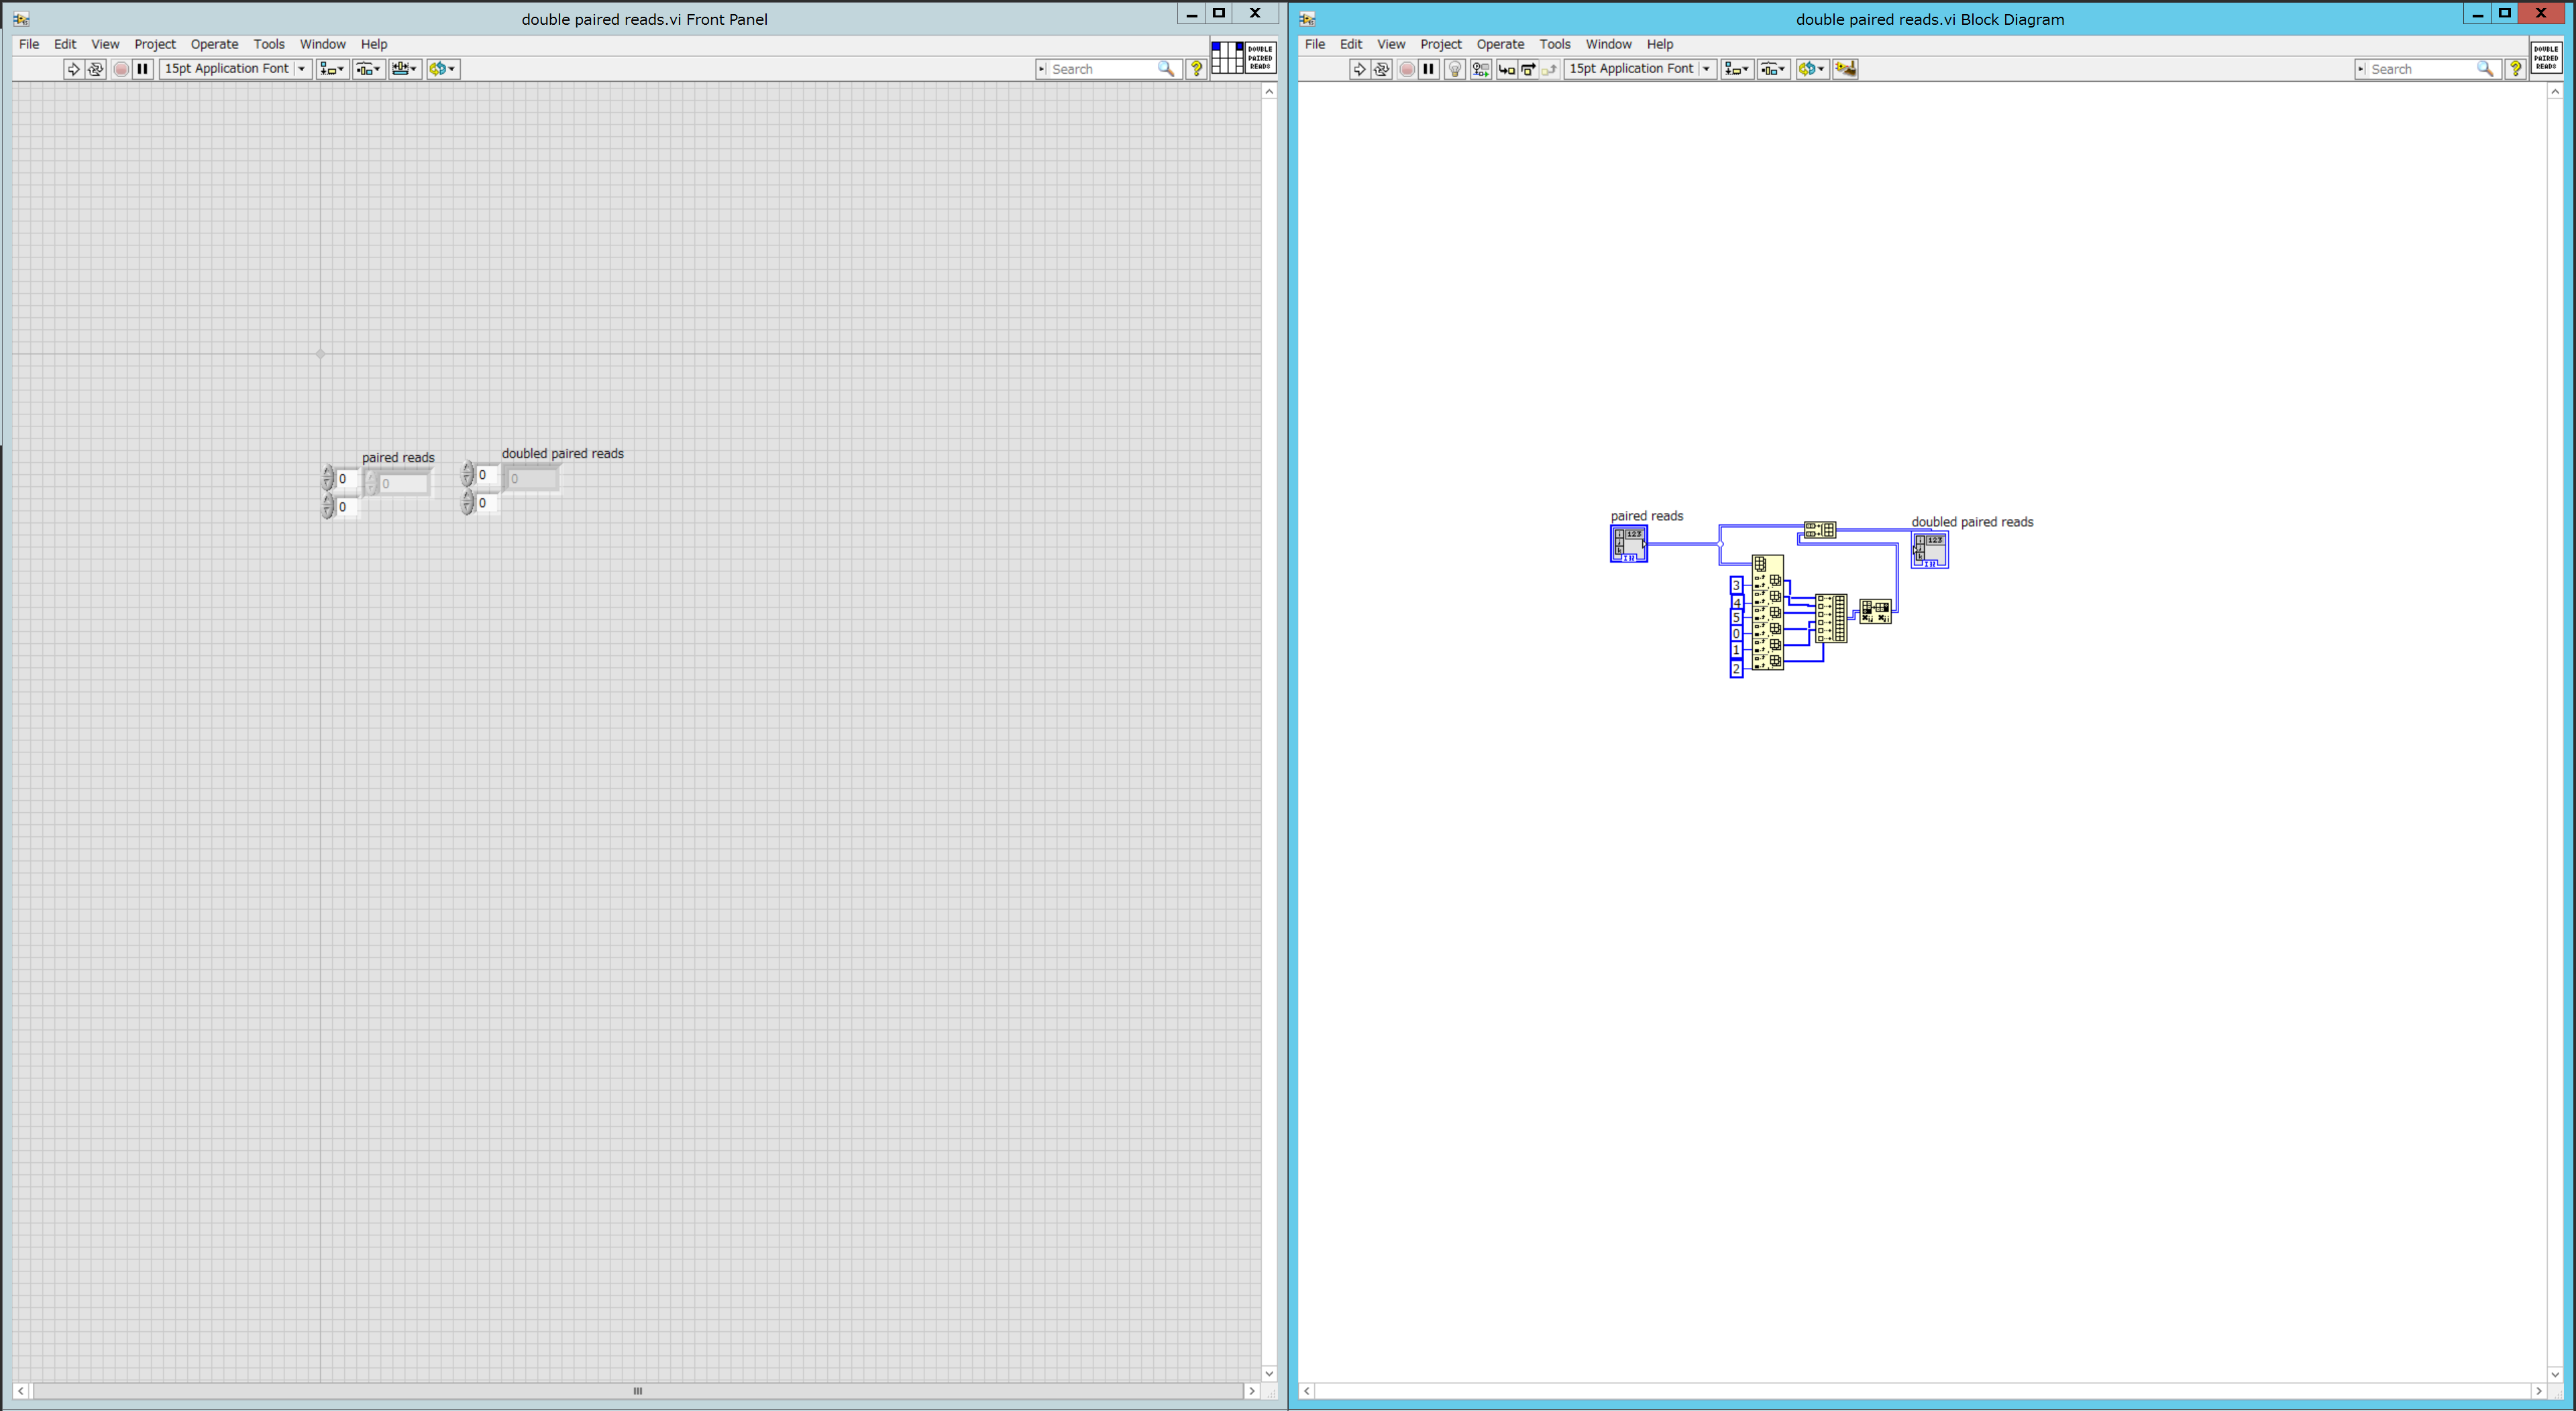 double paired reads.vi Front Panel
File Edit View Project Operate Tools Window Help
15pt Application Font
Search
?
DOUBLE
PAIRED
READS
paired reads
0
0
0
doubled paired reads
0
0
0
double paired reads.vi Block Diagram
File Edit View Project Operate Tools Window Help
15pt Application Font
Search
?
DOUBLE
PAIRED
READS
paired reads
123
doubled paired reads
123
3
4
5
0
1
2